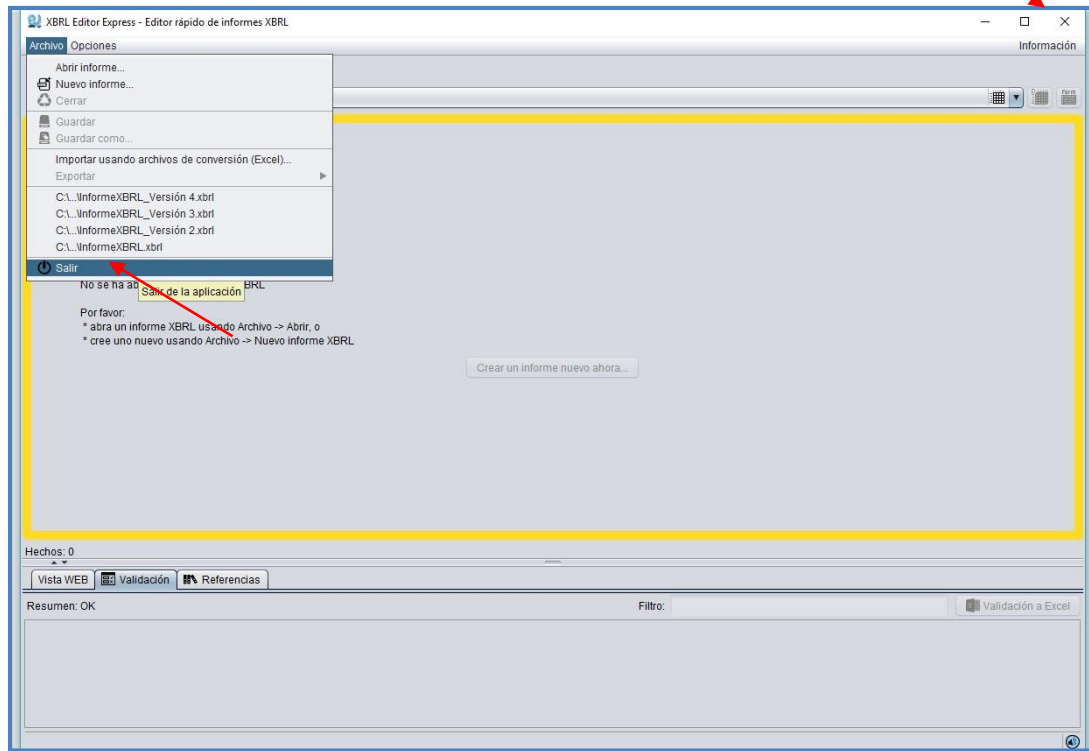 XBRL Editor Express - Editor rápido de informes XBRL
Archivo Opciones Información
Abrir informe...
Nuevo informe...
Cerrar
Guardar
Guardar como...
Importar usando archivos de conversión (Excel)...
Exportar
C:\...\InformeXBRL_Versión 4.xbrl
C:\...\InformeXBRL_Versión 3.xbrl
C:\...\InformeXBRL_Versión 2.xbrl
C:\...\InformeXBRL.xbrl
Salir
No se ha ab BRL
Salir de la aplicación
Por favor:
* abra un informe XBRL usando Archivo -> Abrir, o
* cree uno nuevo usando Archivo -> Nuevo informe XBRL
Crear un informe nuevo ahora...
Hechos: 0
Vista WEB Validación Referencias
Resumen: OK Filtro: Validación a Excel